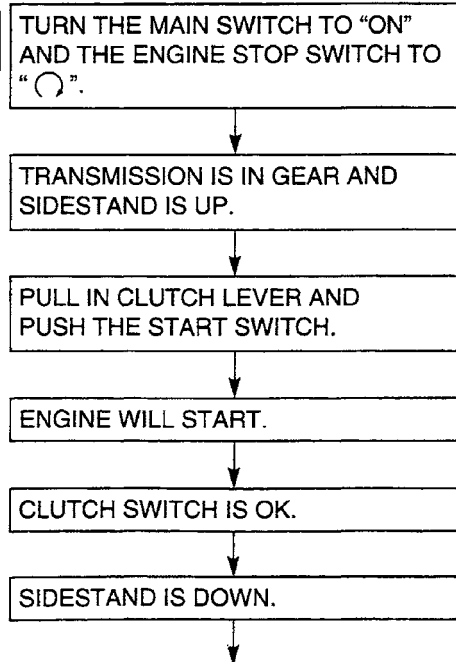 TURN THE MAIN SWITCH TO “ON”
AND THE ENGINE STOP SWITCH TO
“ ”.
TRANSMISSION IS IN GEAR AND
SIDESTAND IS UP.
PULL IN CLUTCH LEVER AND
PUSH THE START SWITCH.
ENGINE WILL START.
CLUTCH SWITCH IS OK.
SIDESTAND IS DOWN.